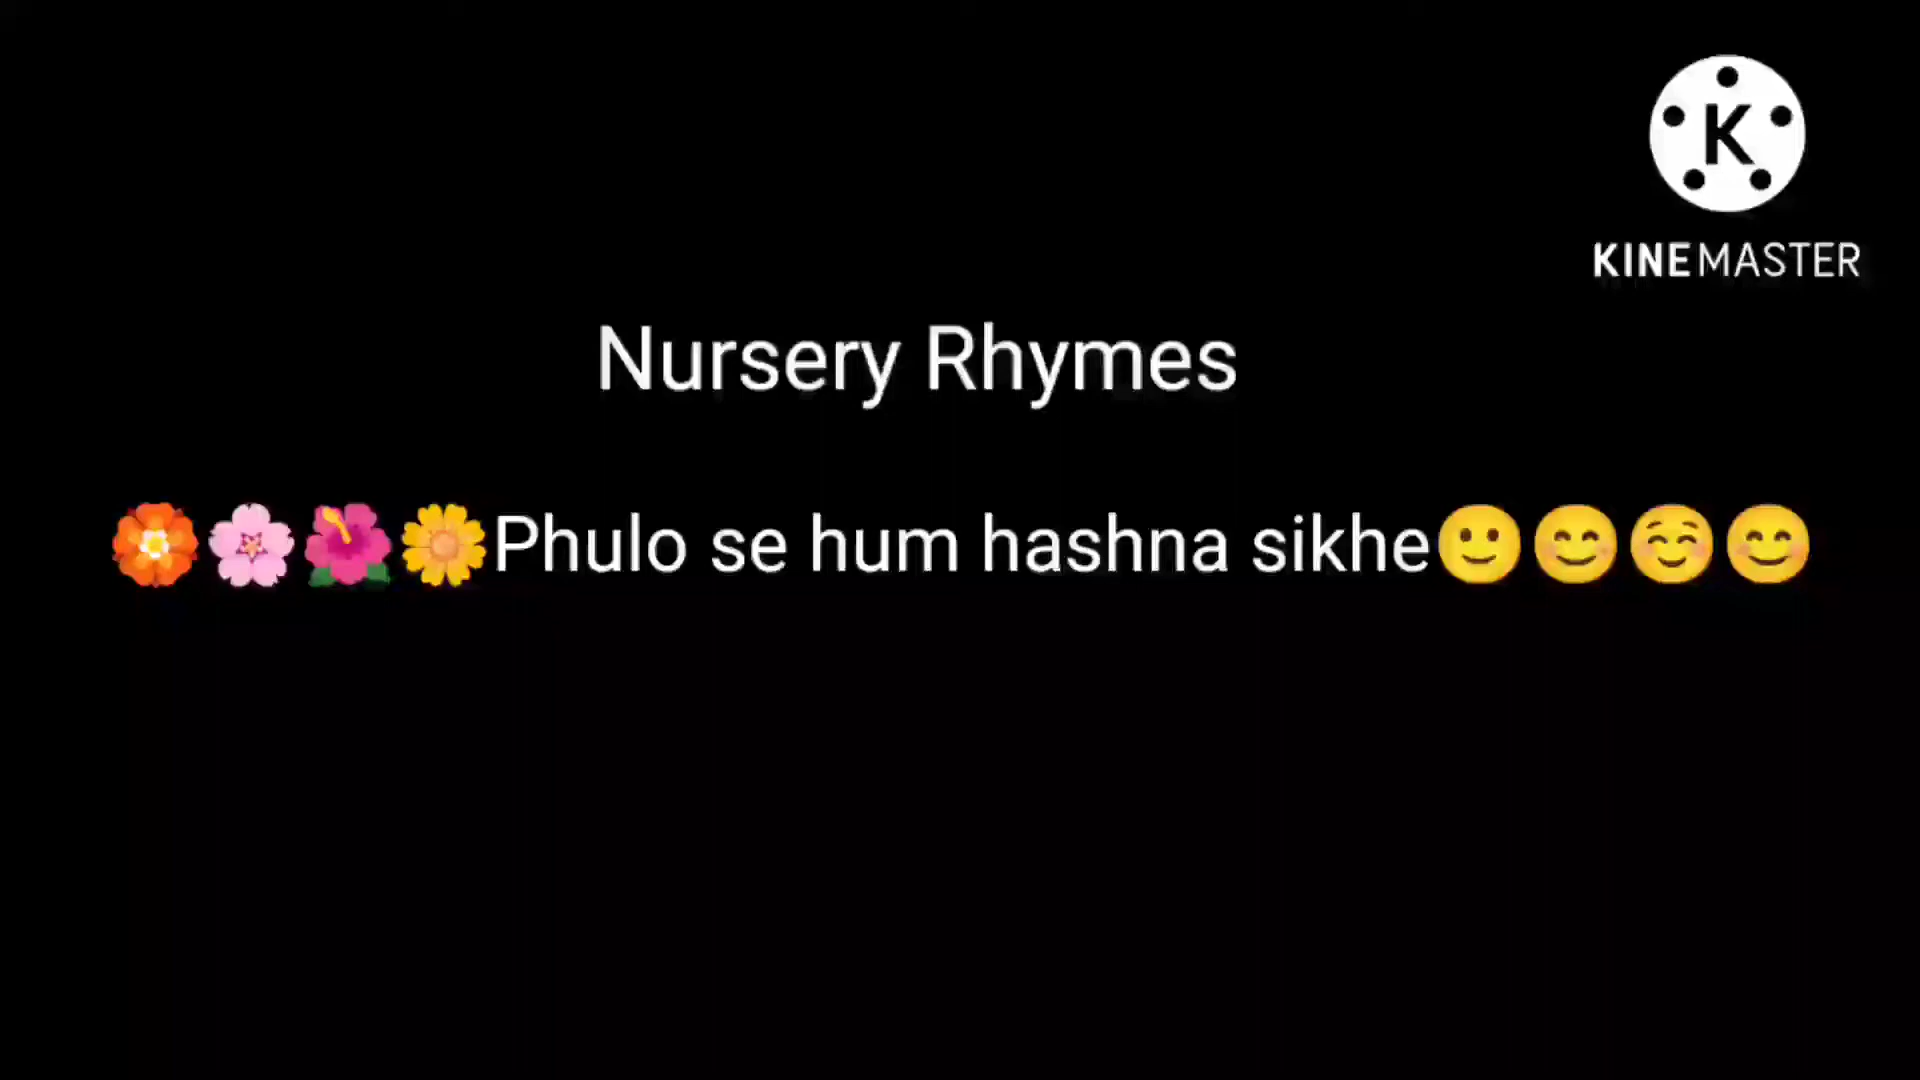 K
KINEMASTER
Nursery Rhymes
🏵️🌸🌺🌼Phulo se hum hashna sikhe🙂😊☺️😊